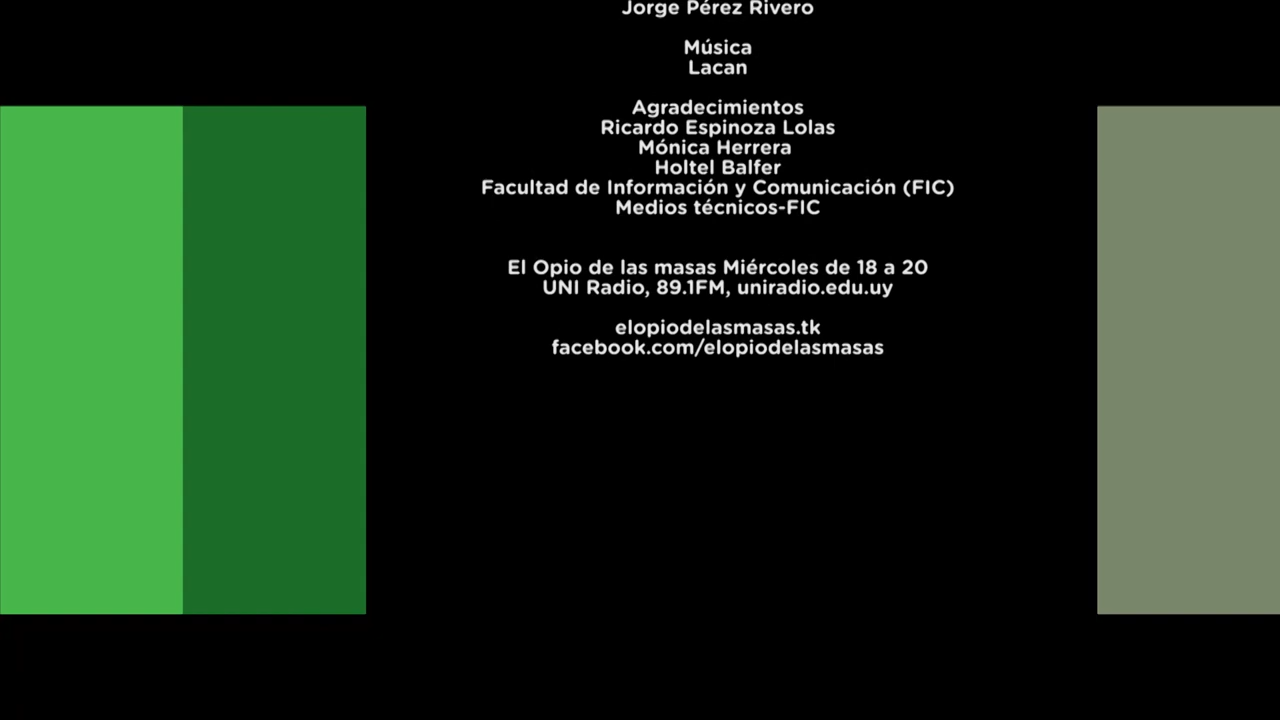 Jorge Pérez Rivero
Música
Lacan
Agradecimientos
Ricardo Espinoza Lolas
Mónica Herrera
Holtel Balfer
Facultad de Información y Comunicación (FIC)
Medios técnicos-FIC
El Opio de las masas Miércoles de 18 a 20
UNI Radio, 89.1FM, uniradio.edu.uy
elopiodelasmasas.tk
facebook.com/elopiodelasmasas